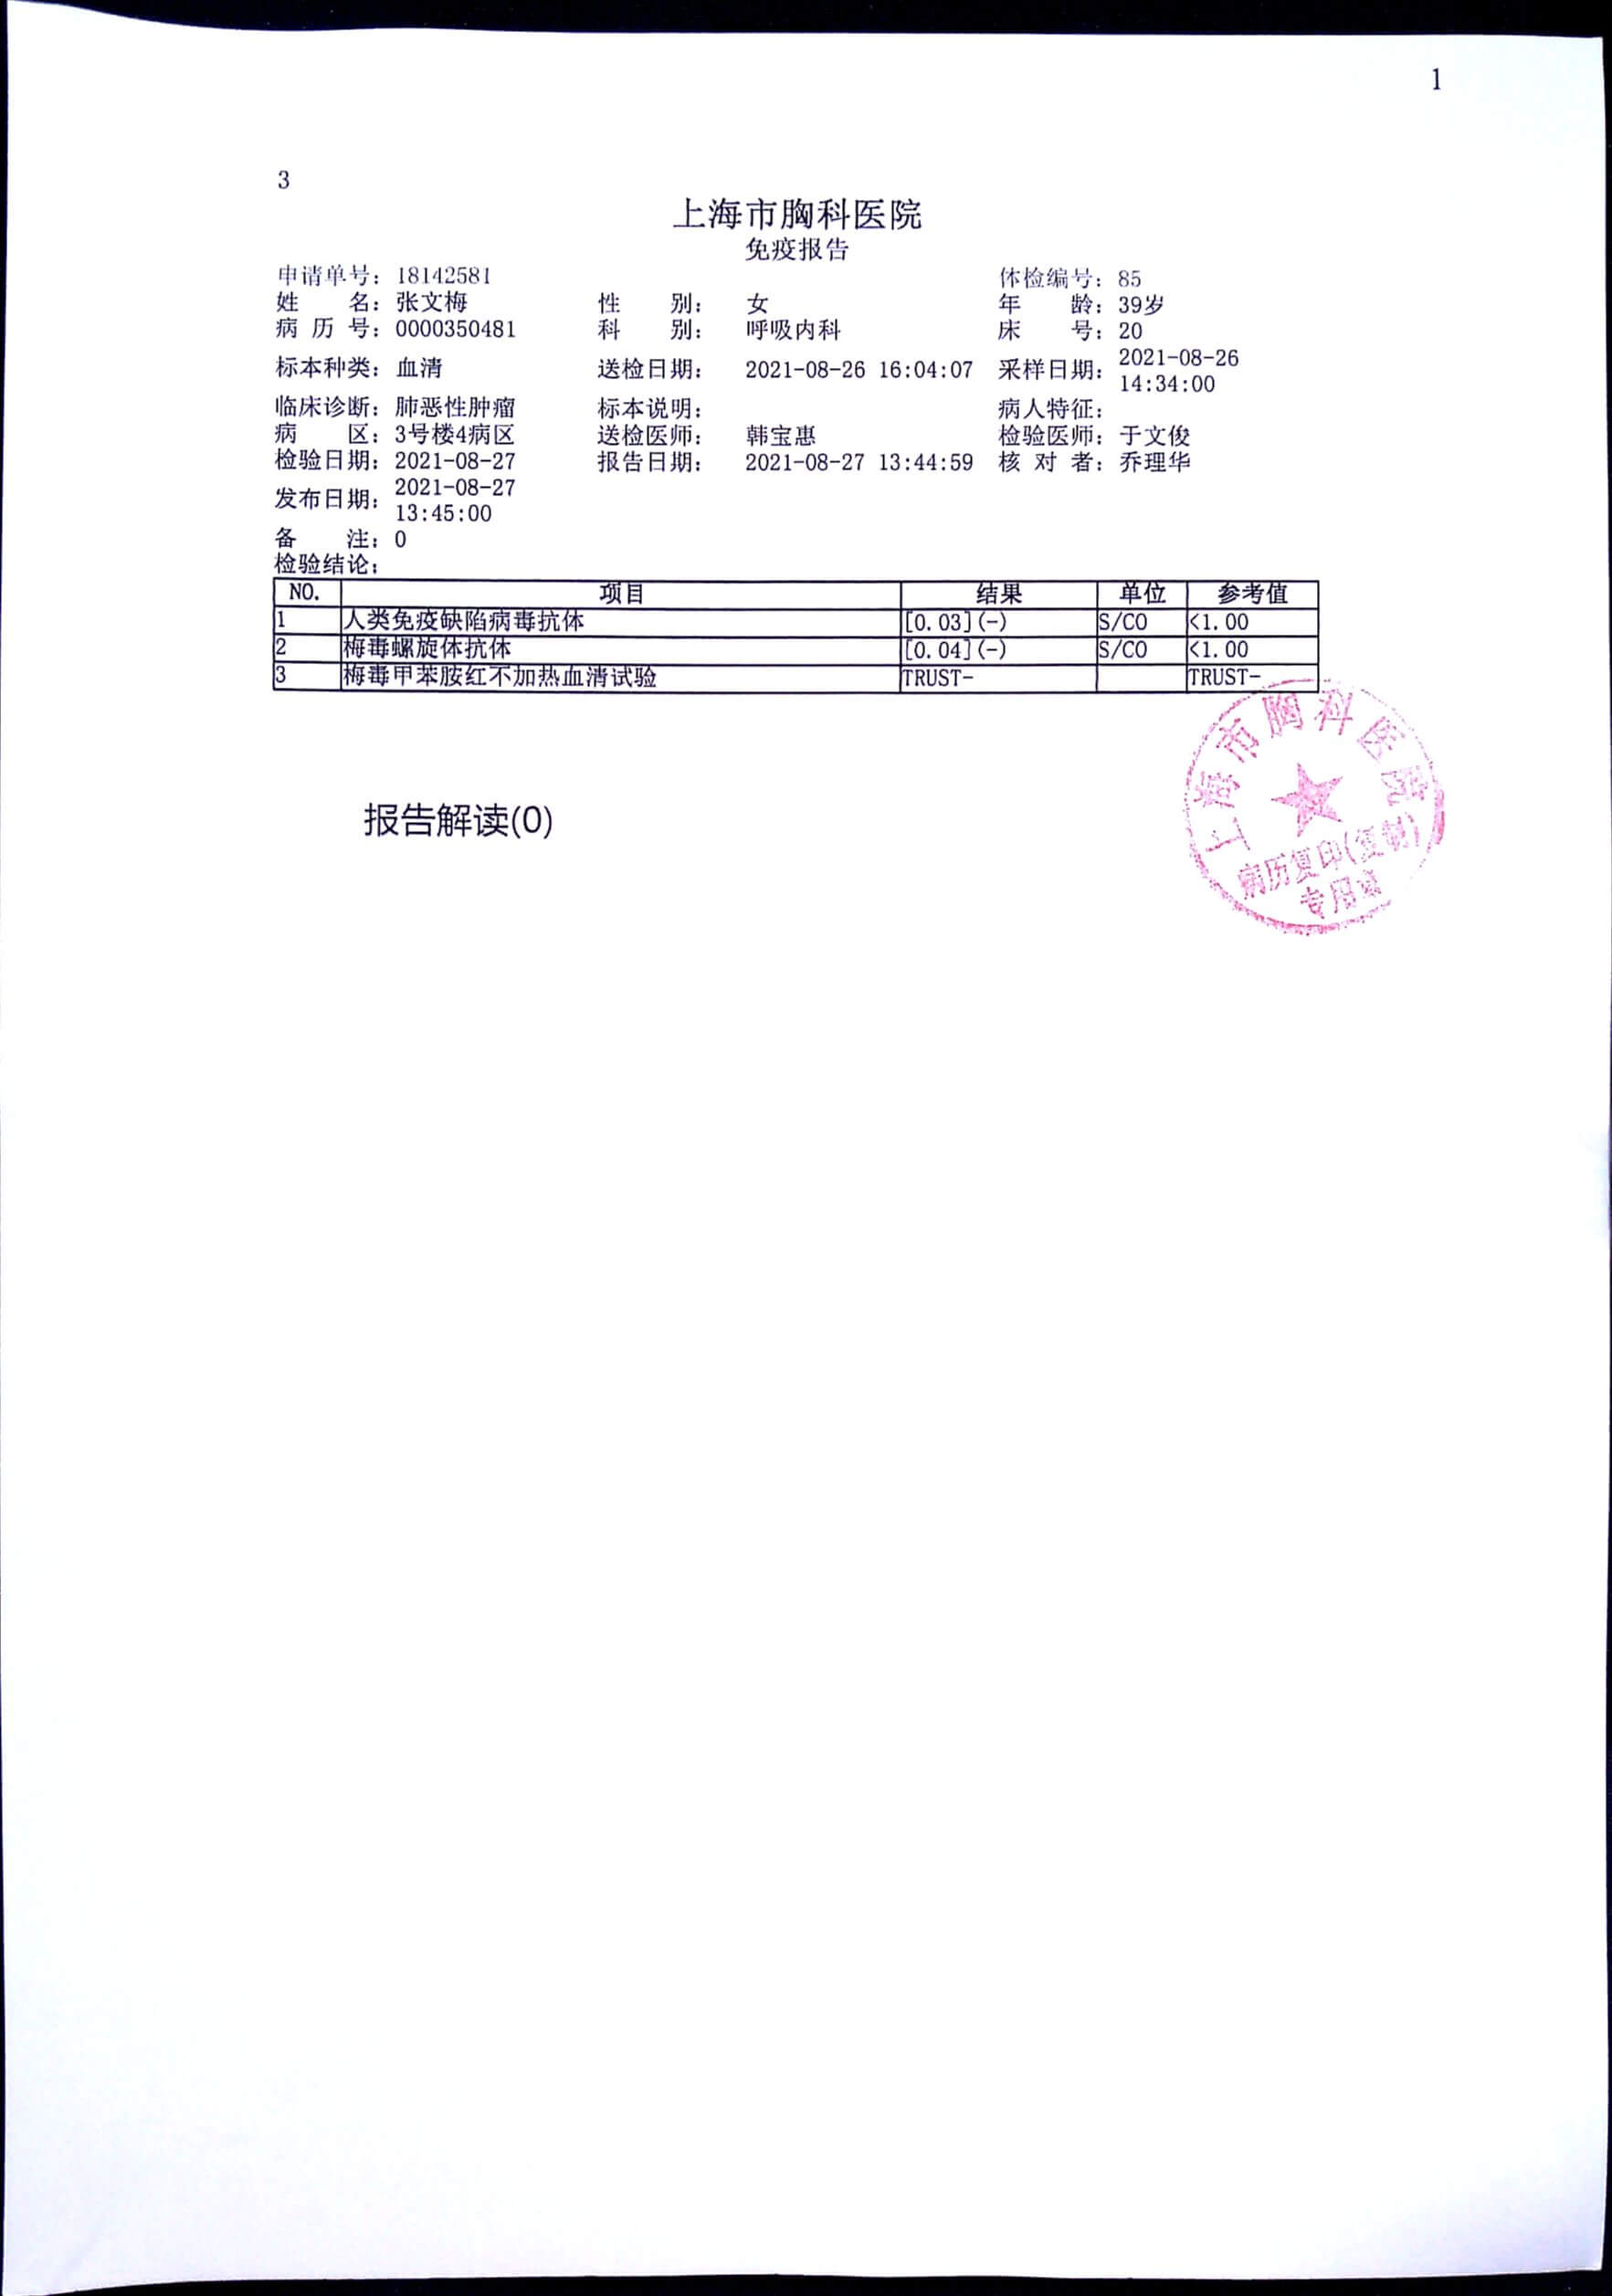 1
3
上海市胸科医院
免疫报告
申请单号: 18142581 体检编号: 85
姓 名: 张文梅 性 别: 女 年 龄: 39岁
病 历 号: 0000350481 科 别: 呼吸内科 床 号: 20
标本种类: 血清 送检日期: 2021-08-26 16:04:07 采样日期: 2021-08-26 14:34:00
临床诊断: 肺恶性肿瘤 标本说明: 病人特征:
病 区: 3号楼4病区 送检医师: 韩宝惠 检验医师: 于文俊
检验日期: 2021-08-27 报告日期: 2021-08-27 13:44:59 核 对 者: 乔理华
发布日期: 2021-08-27 13:45:00
备 注: 0
检验结论:
NO. 项目 结果 单位 参考值
1 人类免疫缺陷病毒抗体 [0.03](-) S/CO <1.00
2 梅毒螺旋体抗体 [0.04](-) S/CO <1.00
3 梅毒甲苯胺红不加热血清试验 TRUST- TRUST-
上海市胸科医院
病历复印(复制)
专用章
报告解读(0)